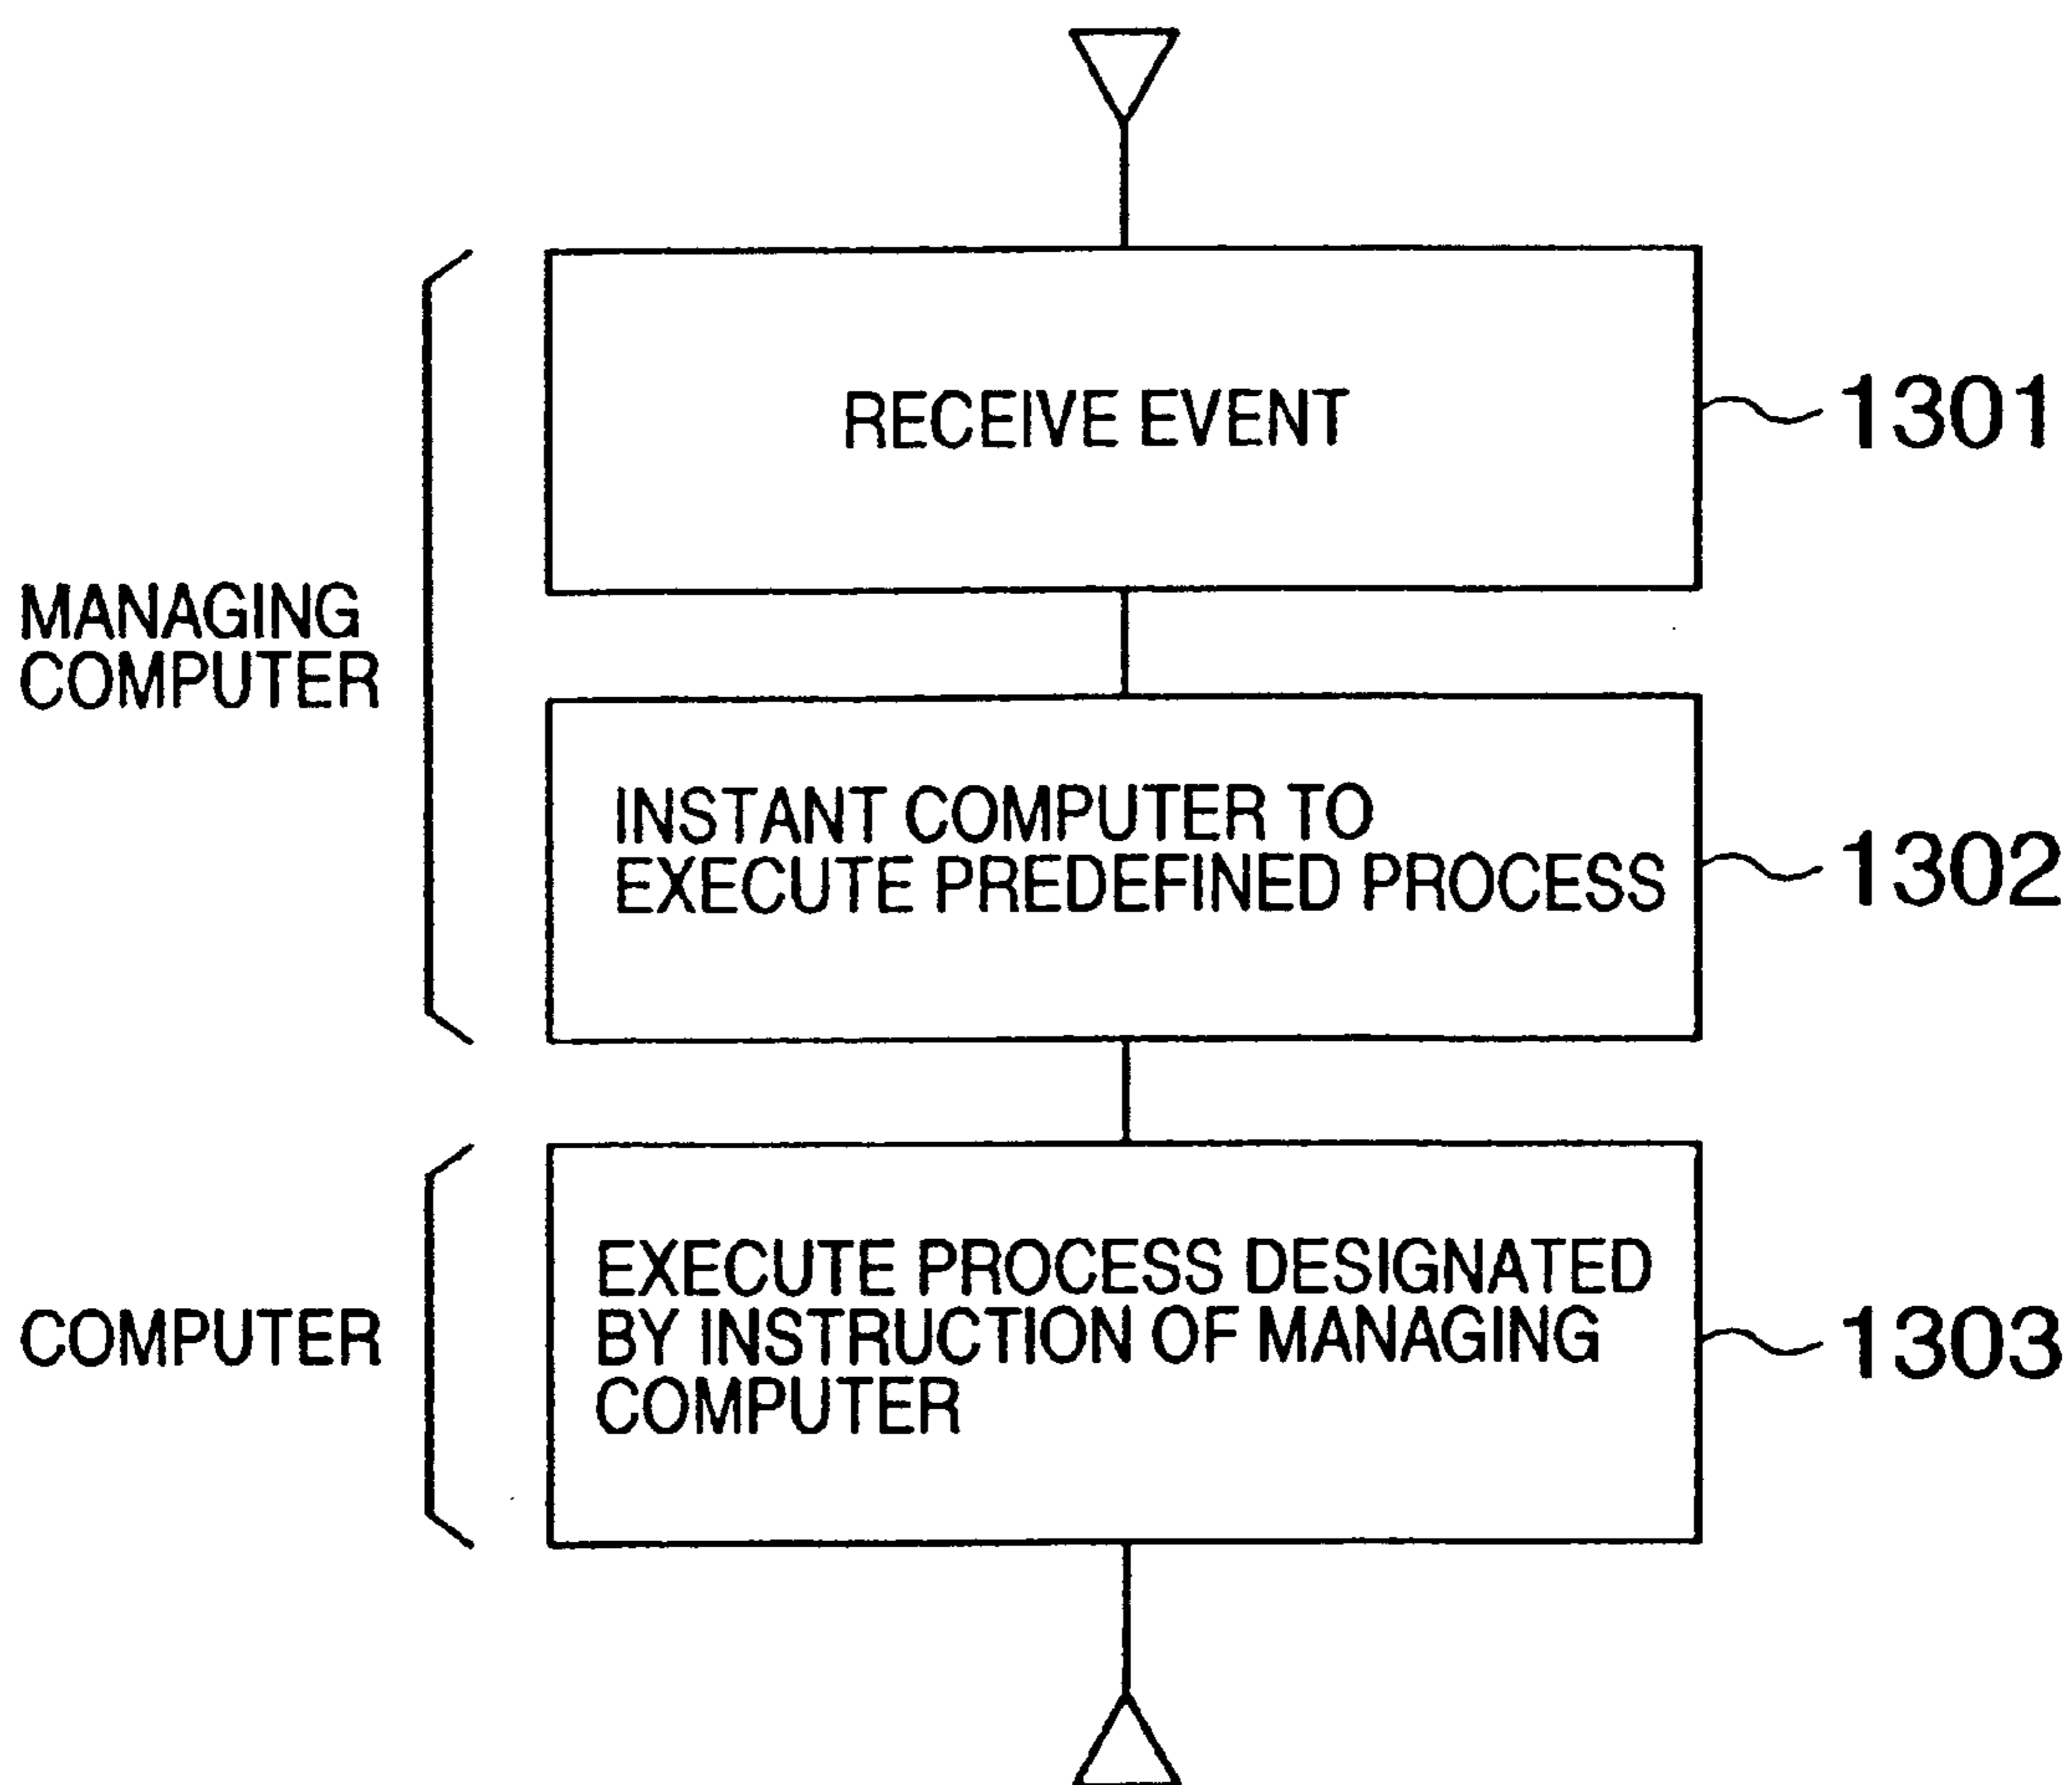 RECEIVE EVENT
1301
MANAGING
COMPUTER
INSTANT COMPUTER TO
EXECUTE PREDEFINED PROCESS
1302
COMPUTER
EXECUTE PROCESS DESIGNATED
BY INSTRUCTION OF MANAGING
COMPUTER
1303